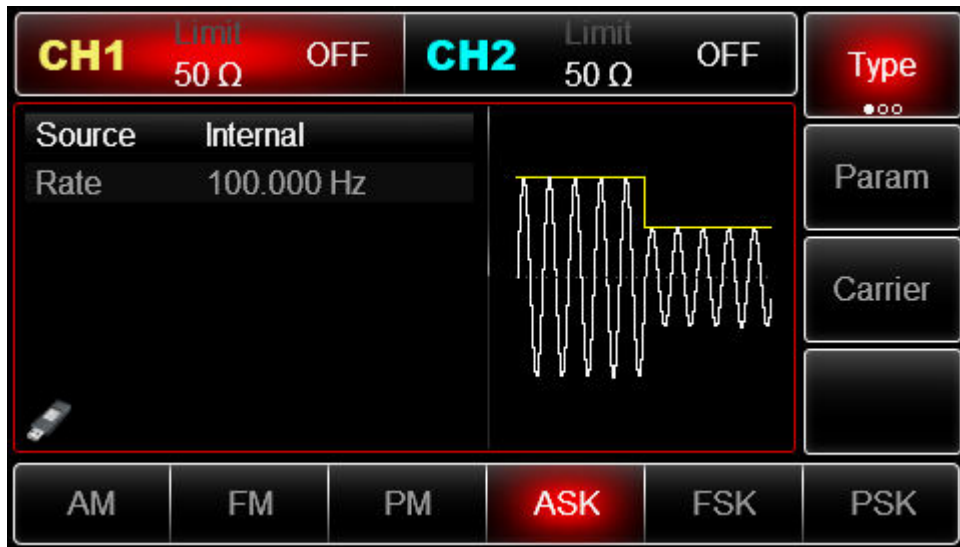 CH1 Limit 50 Ω OFF
CH2 Limit 50 Ω OFF
Type
Source Internal
Rate 100.000 Hz
Param
Carrier
AM FM PM ASK FSK PSK